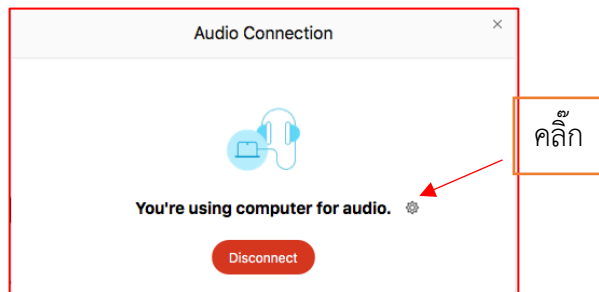 Audio Connection
คลิ๊ก
You're using computer for audio.
Disconnect